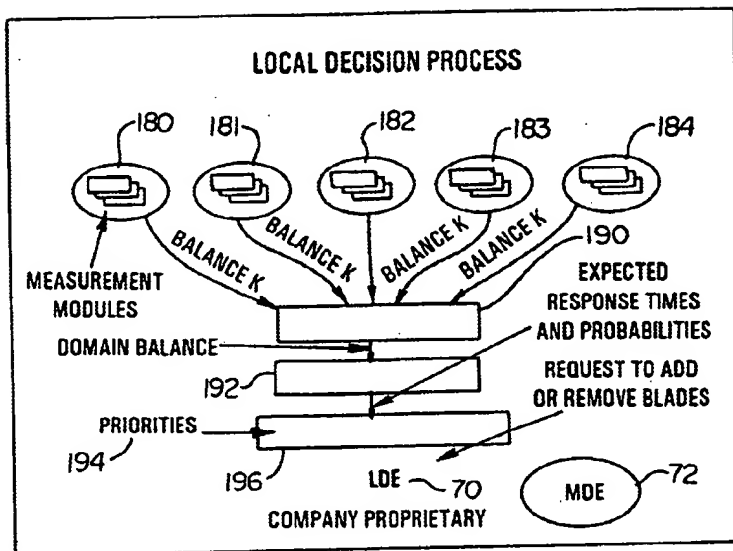 LOCAL DECISION PROCESS
180
181
182
183
184
BALANCE K
BALANCE K
BALANCE K
BALANCE K
190
MEASUREMENT
MODULES
EXPECTED
RESPONSE TIMES
AND PROBABILITIES
DOMAIN BALANCE
192
REQUEST TO ADD
OR REMOVE BLADES
PRIORITIES
194
196
LDE
70
MDE
72
COMPANY PROPRIETARY